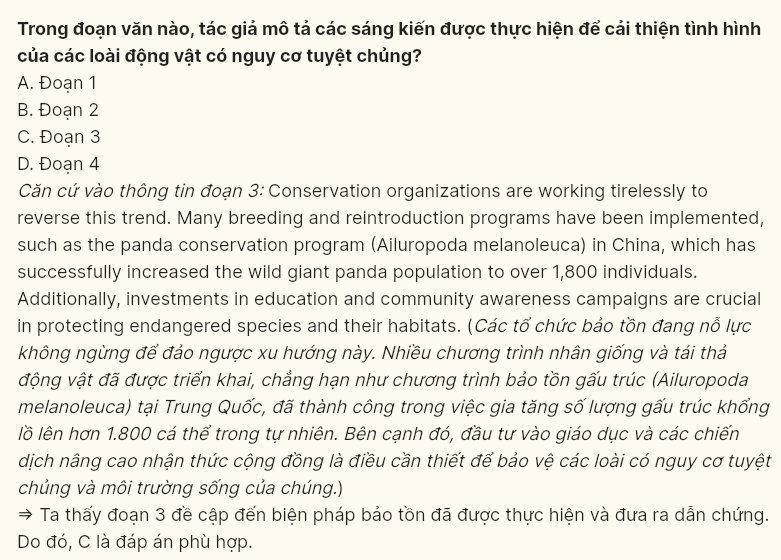 Trong đoạn văn nào, tác giả mô tả các sáng kiến được thực hiện để cải thiện tình hình
của các loài động vật có nguy cơ tuyệt chủng?
A. Đoạn 1
B. Đoạn 2
C. Đoạn 3
D. Đoạn 4
Căn cứ vào thông tin đoạn 3: Conservation organizations are working tirelessly to
reverse this trend. Many breeding and reintroduction programs have been implemented,
such as the panda conservation program (Ailuropoda melanoleuca) in China, which has
successfully increased the wild giant panda population to over 1,800 individuals.
Additionally, investments in education and community awareness campaigns are crucial
in protecting endangered species and their habitats. (Các tổ chức bảo tồn đang nỗ lực
không ngừng để đảo ngược xu hướng này. Nhiều chương trình nhân giống và tái thả
động vật đã được triển khai, chẳng hạn như chương trình bảo tồn gấu trúc (Ailuropoda
melanoleuca) tại Trung Quốc, đã thành công trong việc gia tăng số lượng gấu trúc khổng
lồ lên hơn 1.800 cá thể trong tự nhiên. Bên cạnh đó, đầu tư vào giáo dục và các chiến
dịch nâng cao nhận thức cộng đồng là điều cần thiết để bảo vệ các loài có nguy cơ tuyệt
chủng và môi trường sống của chúng.)
⇒ Ta thấy đoạn 3 đề cập đến biện pháp bảo tồn đã được thực hiện và đưa ra dẫn chứng.
Do đó, C là đáp án phù hợp.